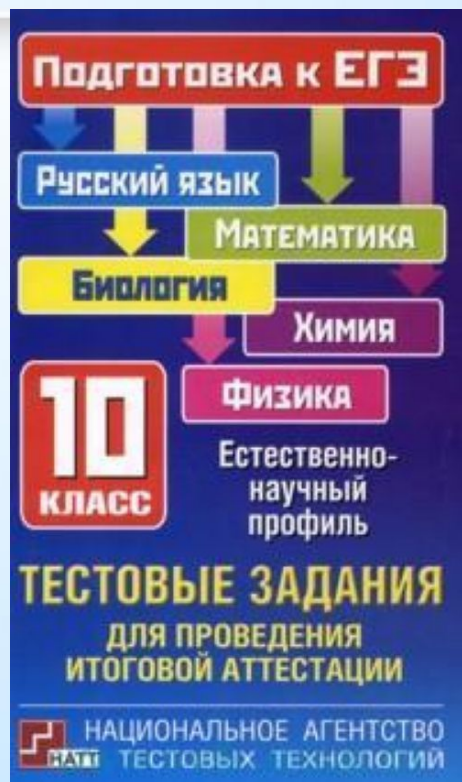 Подготовка к ЕГЭ
Русский язык
Математика
Биология
Химия
Физика
10
КЛАСС
Естественно-
научный
профиль
ТЕСТОВЫЕ ЗАДАНИЯ
ДЛЯ ПРОВЕДЕНИЯ
ИТОГОВОЙ АТТЕСТАЦИИ
НАЦИОНАЛЬНОЕ АГЕНТСТВО
НАТТ ТЕСТОВЫХ ТЕХНОЛОГИЙ